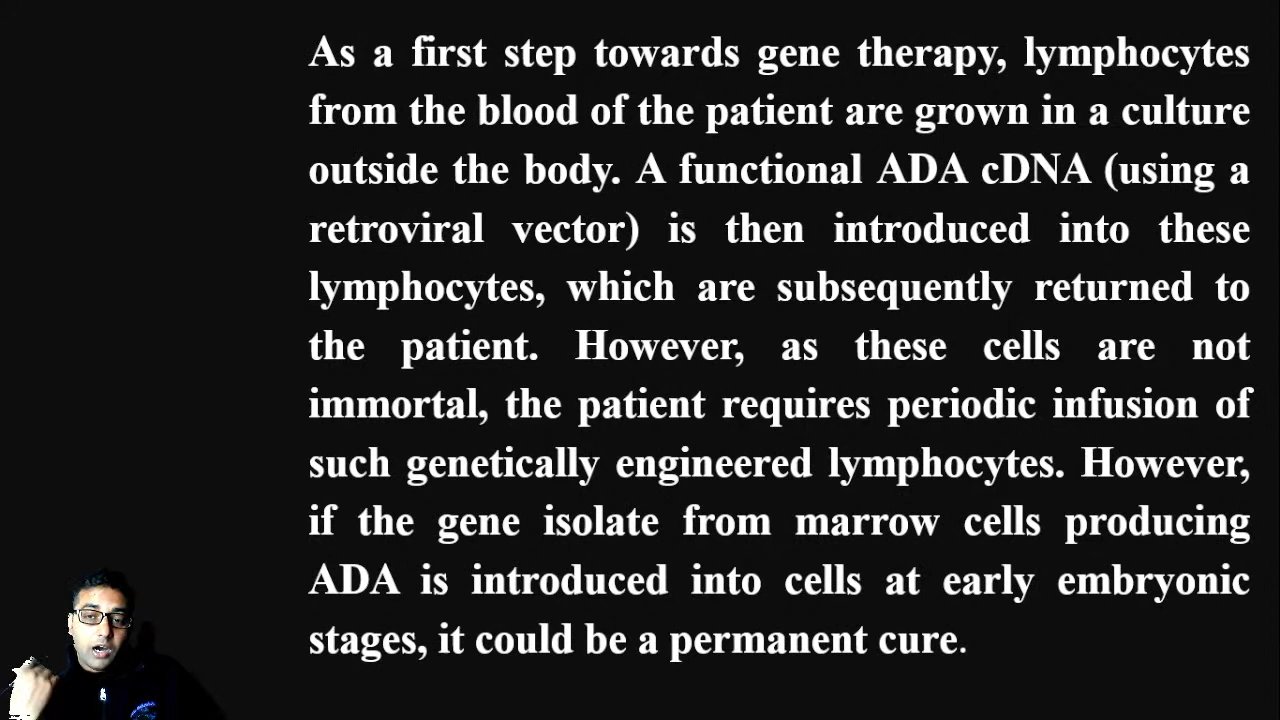 As a first step towards gene therapy, lymphocytes
from the blood of the patient are grown in a culture
outside the body. A functional ADA cDNA (using a
retroviral vector) is then introduced into these
lymphocytes, which are subsequently returned to
the patient. However, as these cells are not
immortal, the patient requires periodic infusion of
such genetically engineered lymphocytes. However,
if the gene isolate from marrow cells producing
ADA is introduced into cells at early embryonic
stages, it could be a permanent cure.